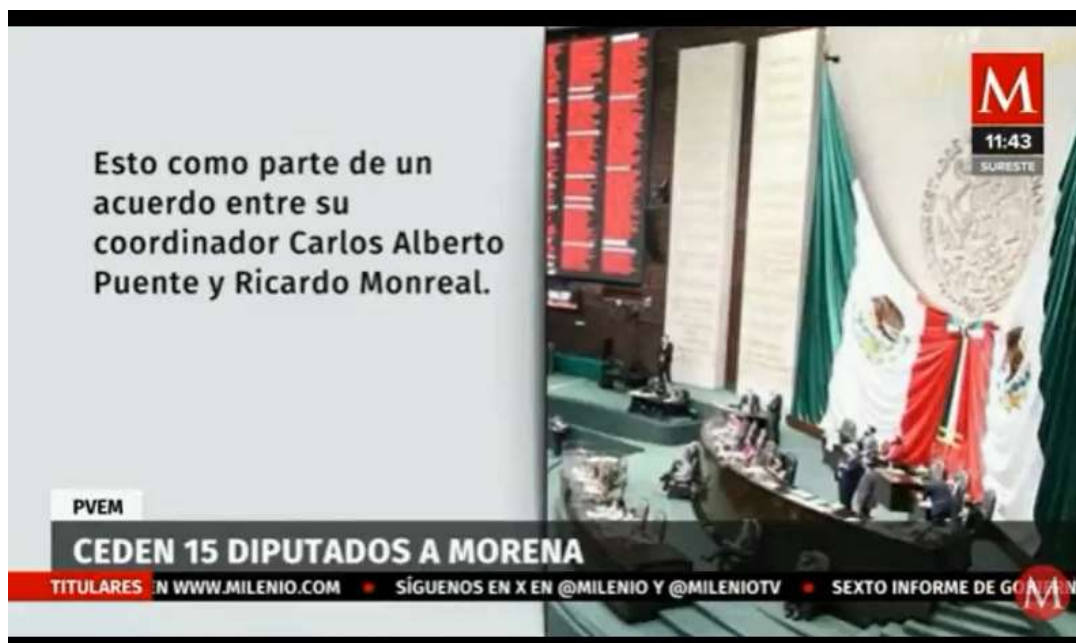 M
11:43
SURESTE
Esto como parte de un
acuerdo entre su
coordinador Carlos Alberto
Puente y Ricardo Monreal.
PVEM
CEDEN 15 DIPUTADOS A MORENA
TITULARES EN WWW.MILENIO.COM • SÍGUENOS EN X EN @MILENIO Y @MILENIOTV • SEXTO INFORME DE
M